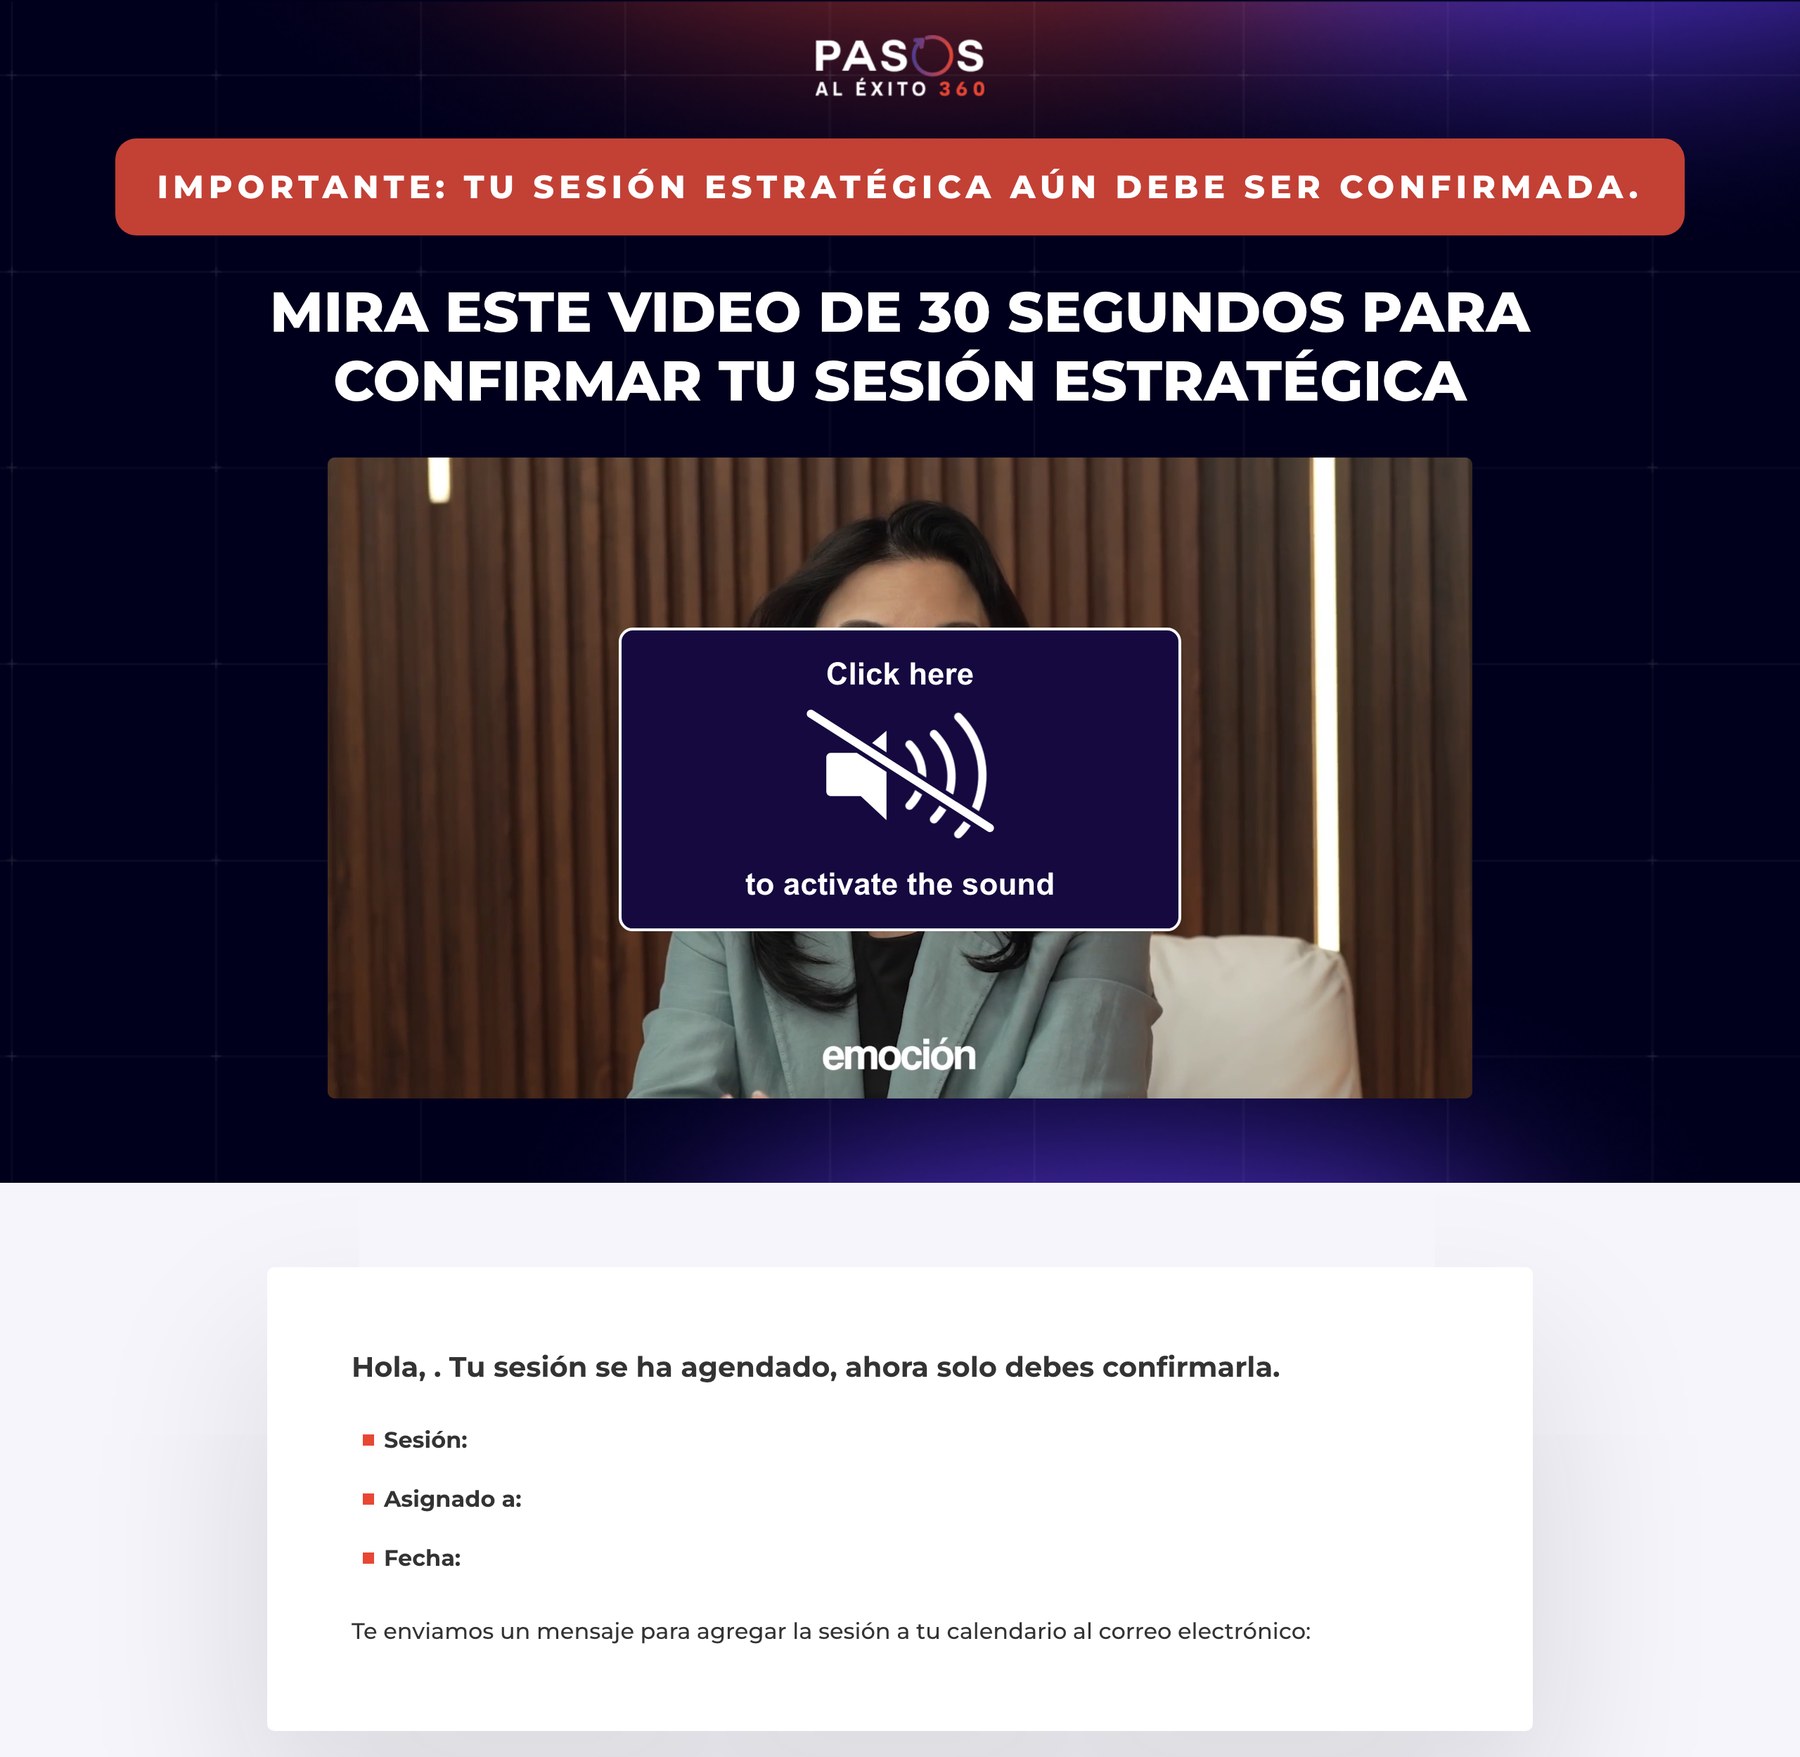 PASOS
AL ÉXITO 360
IMPORTANTE: TU SESIÓN ESTRATÉGICA AÚN DEBE SER CONFIRMADA.
MIRA ESTE VIDEO DE 30 SEGUNDOS PARA
CONFIRMAR TU SESIÓN ESTRATÉGICA
Click here
to activate the sound
emoción
Hola, . Tu sesión se ha agendado, ahora solo debes confirmarla.
Sesión:
Asignado a:
Fecha:
Te enviamos un mensaje para agregar la sesión a tu calendario al correo electrónico: